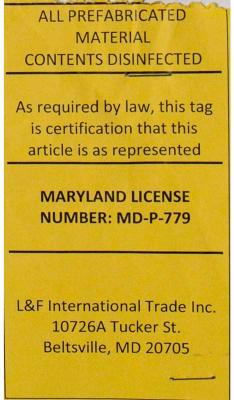 ALL PREFABRICATED
MATERIAL
CONTENTS DISINFECTED
As required by law, this tag
is certification that this
article is as represented
MARYLAND LICENSE
NUMBER: MD-P-779
L&F International Trade Inc.
10726A Tucker St.
Beltsville, MD 20705